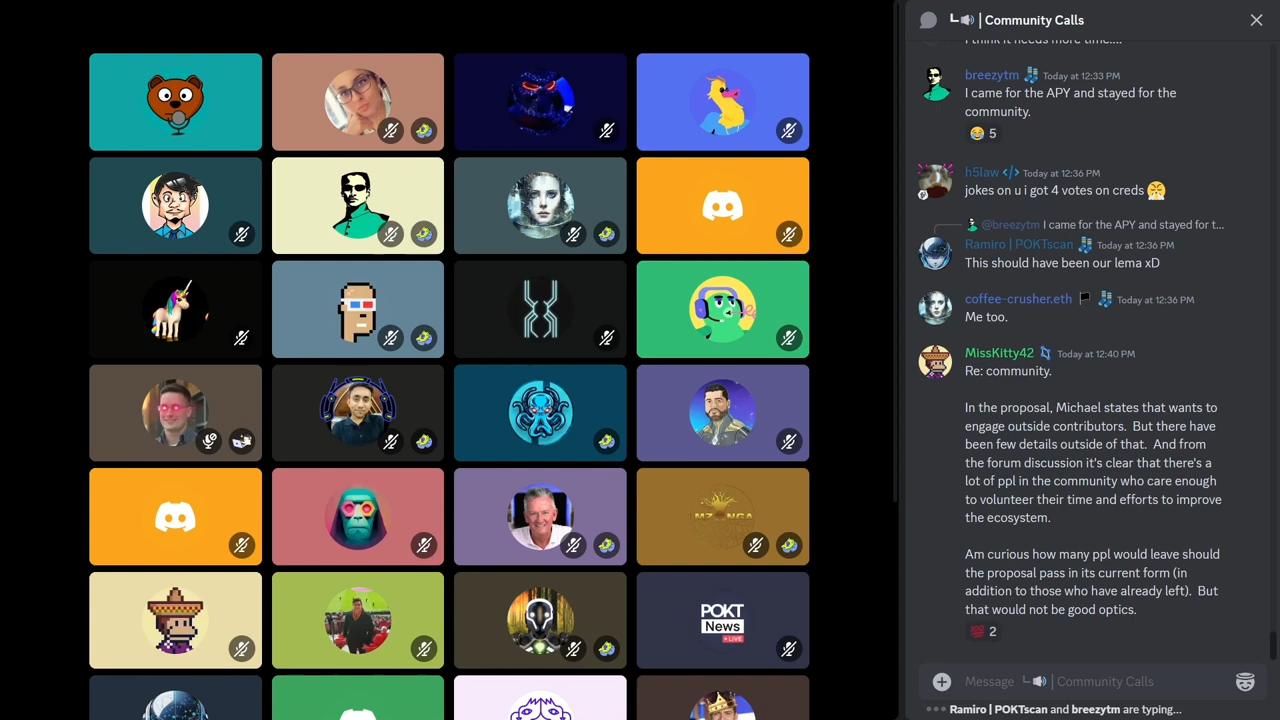 └🔊 | Community Calls
I think it needs more time....
breezytm Today at 12:33 PM
I came for the APY and stayed for the
community.
😂 5
h5law </> Today at 12:36 PM
jokes on u i got 4 votes on creds 😤
@breezytm I came for the APY and stayed for t...
Ramiro | POKTscan Today at 12:36 PM
This should have been our lema xD
coffee-crusher.eth Today at 12:36 PM
Me too.
MissKitty42 Today at 12:40 PM
Re: community.
In the proposal, Michael states that wants to
engage outside contributors. But there have
been few details outside of that. And from
the forum discussion it's clear that there's a
lot of ppl in the community who care enough
to volunteer their time and efforts to improve
the ecosystem.
Am curious how many ppl would leave should
the proposal pass in its current form (in
addition to those who have already left). But
that would not be good optics.
💯 2
Message └🔊 | Community Calls
Ramiro | POKTscan and breezytm are typing...
POKT
News
LIVE